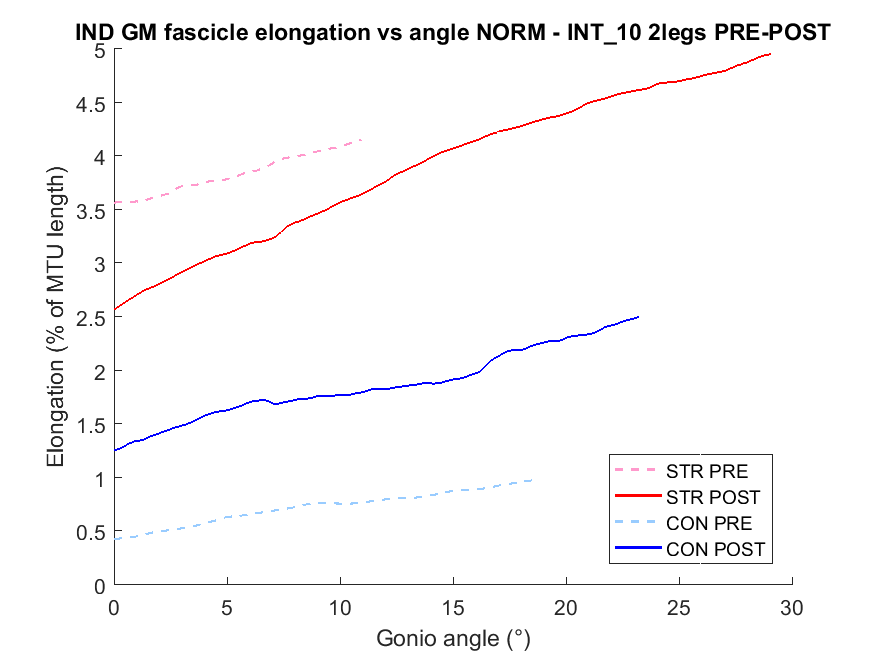 IND GM fascicle elongation vs angle NORM - INT_10 2legs PRE-POST
Elongation (% of MTU length)
5
4.5
4
3.5
3
2.5
2
1.5
1
0.5
0
0 5 10 15 20 25 30
Gonio angle (°)
STR PRE
STR POST
CON PRE
CON POST